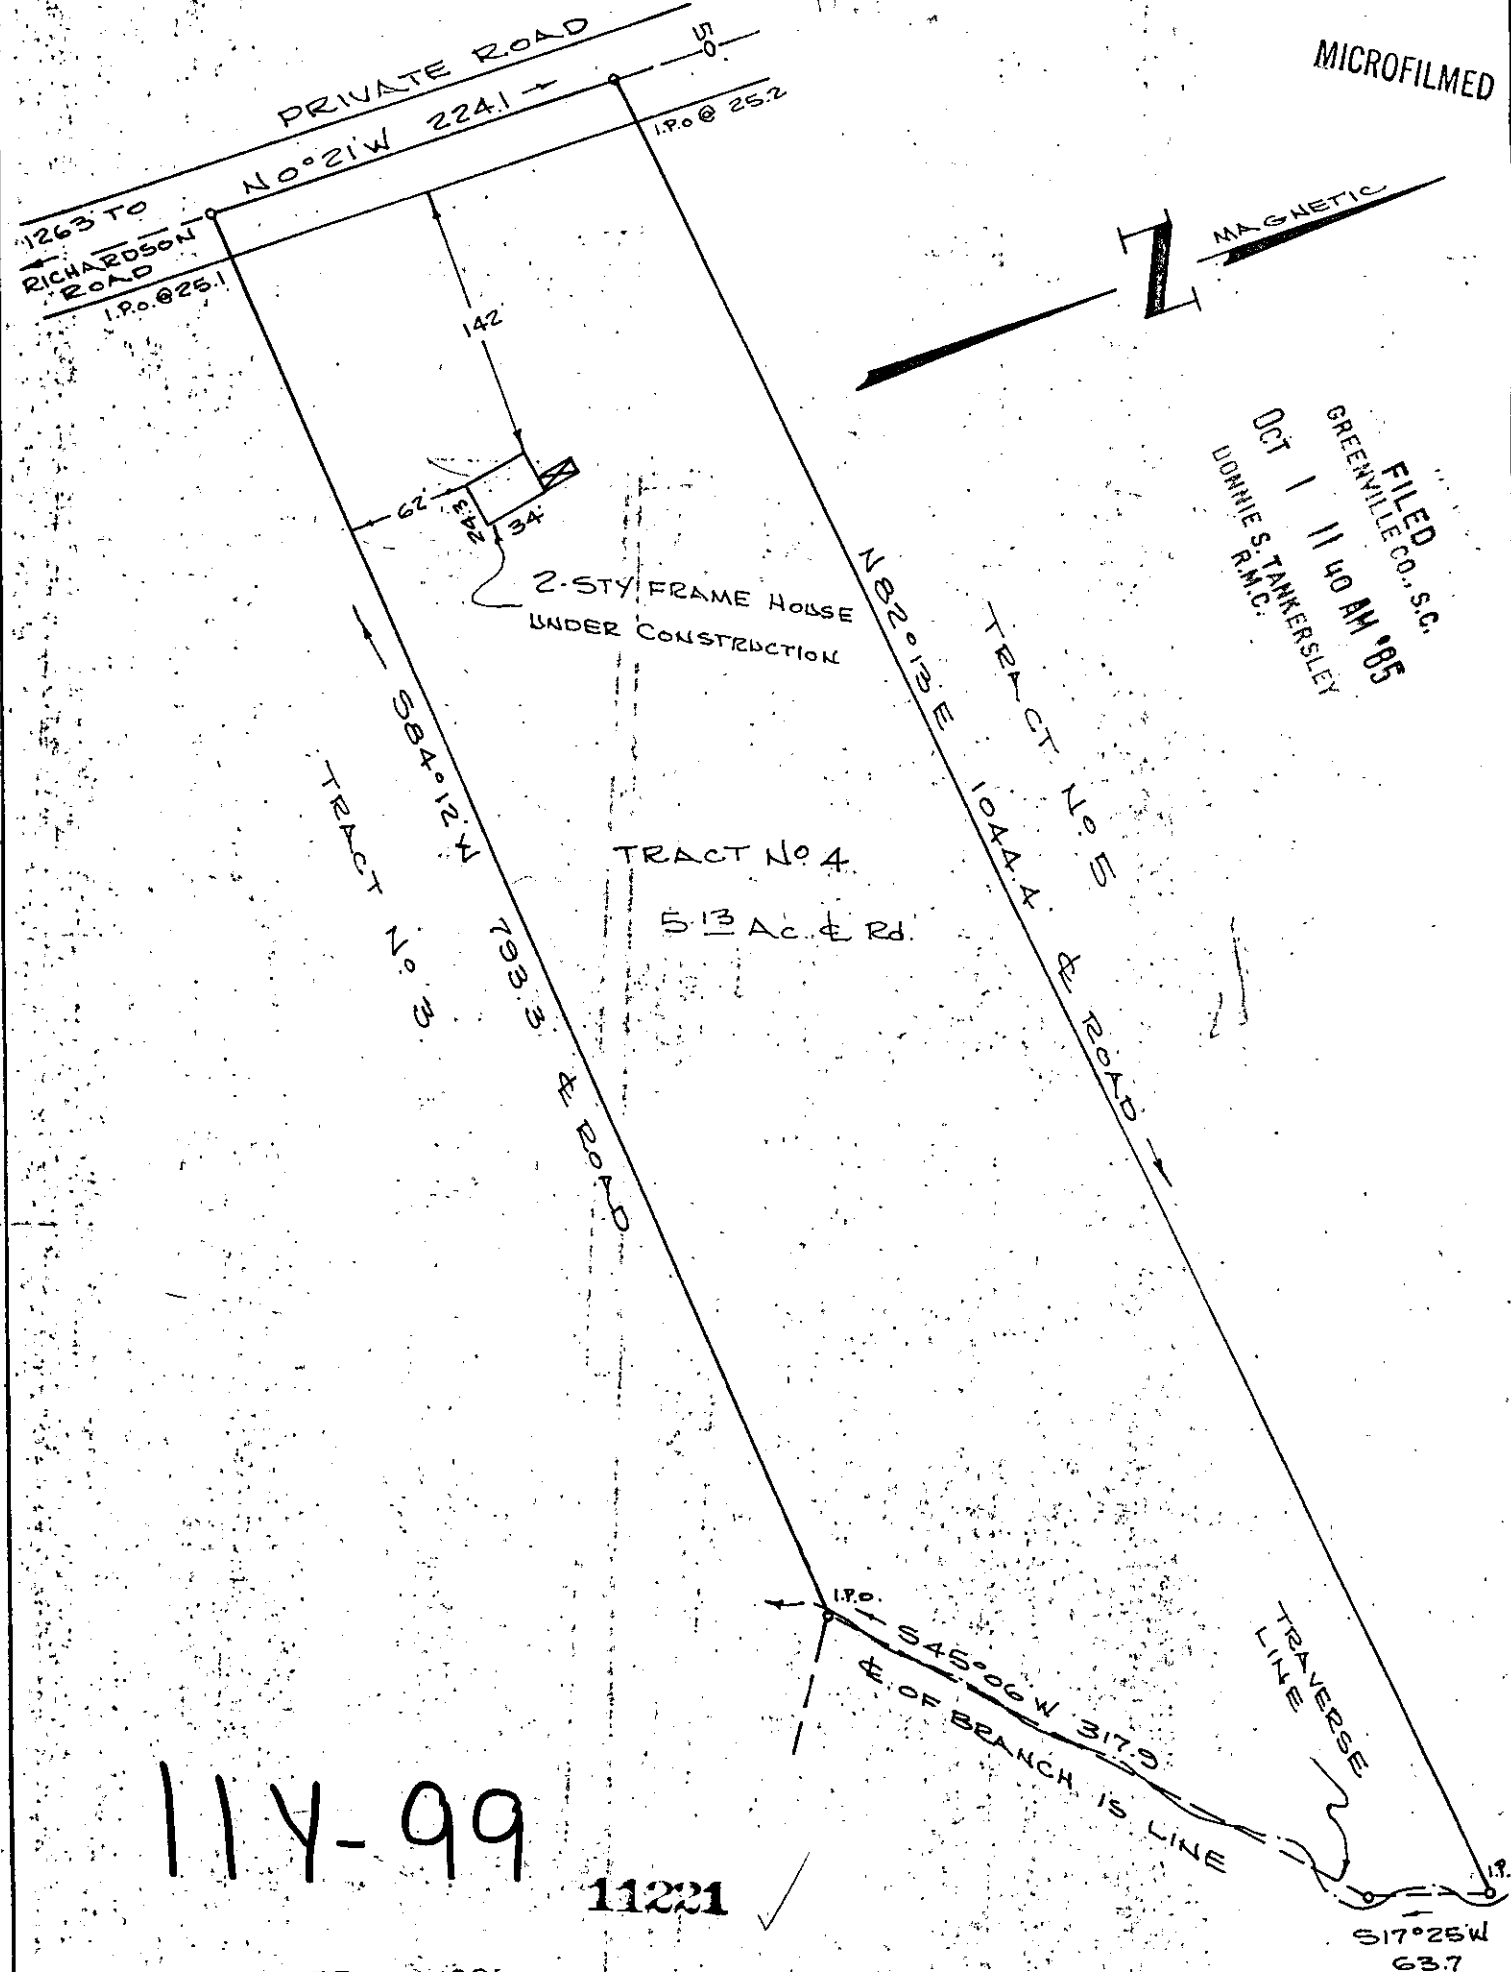 MICROFILMED
PRIVATE ROAD
50
N 0°21'W 224.1
I.P.o @ 25.2
1263' TO
RICHARDSON
ROAD
I.P.o. @ 25.1
MAGNETIC
142
62
24.3
34
2-STY FRAME HOUSE
UNDER CONSTRUCTION
FILED
GREENVILLE CO., S.C.
OCT 1 11 40 AM '85
DONNIE S. TANKERSLEY
R.M.C.
N 82°13'E 1044.4 ℄ ROAD
TRACT No. 5
S84°12'W 793.3 ℄ ROAD
TRACT No 3
TRACT No 4
5.13 Ac. ℄ Rd.
I.P.o.
S45°06'W 317.9
℄ OF BRANCH IS LINE
TRAVERSE
LINE
I.P.
S17°25'W
63.7
11Y-99
11221